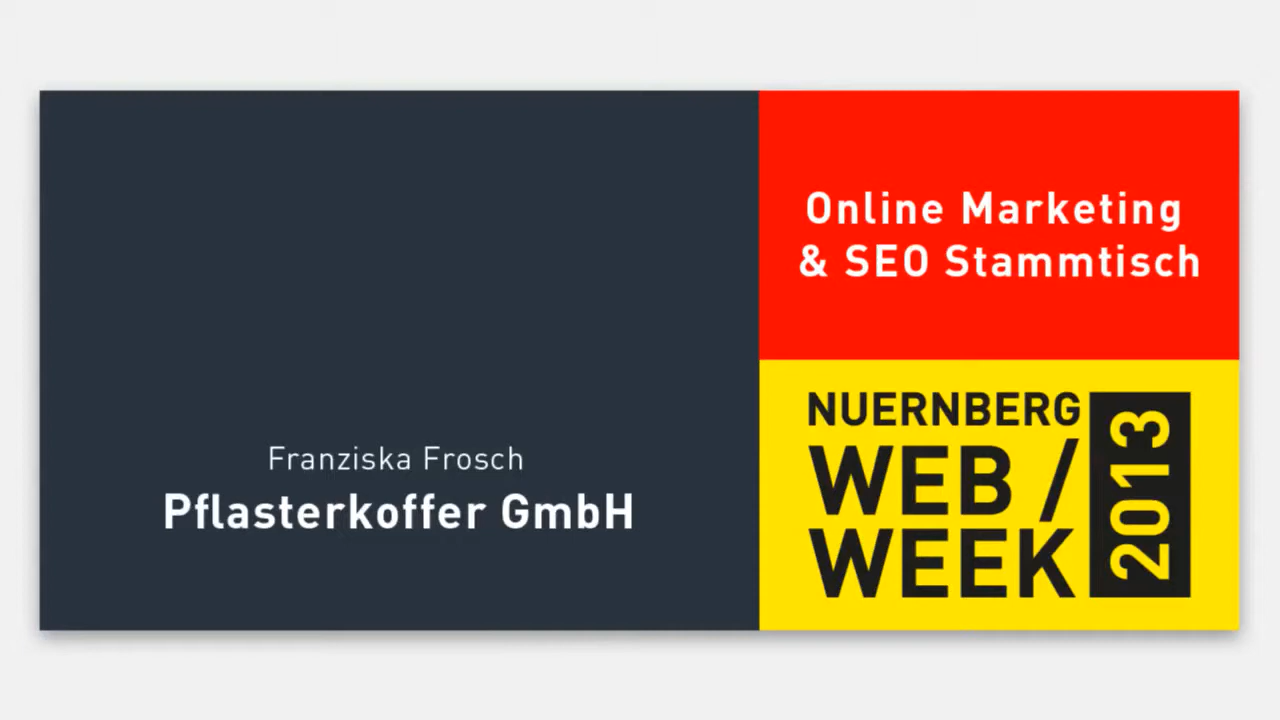 Franziska Frosch
Pflasterkoffer GmbH
Online Marketing
& SEO Stammtisch
NUERNBERG
WEB /
WEEK
2013